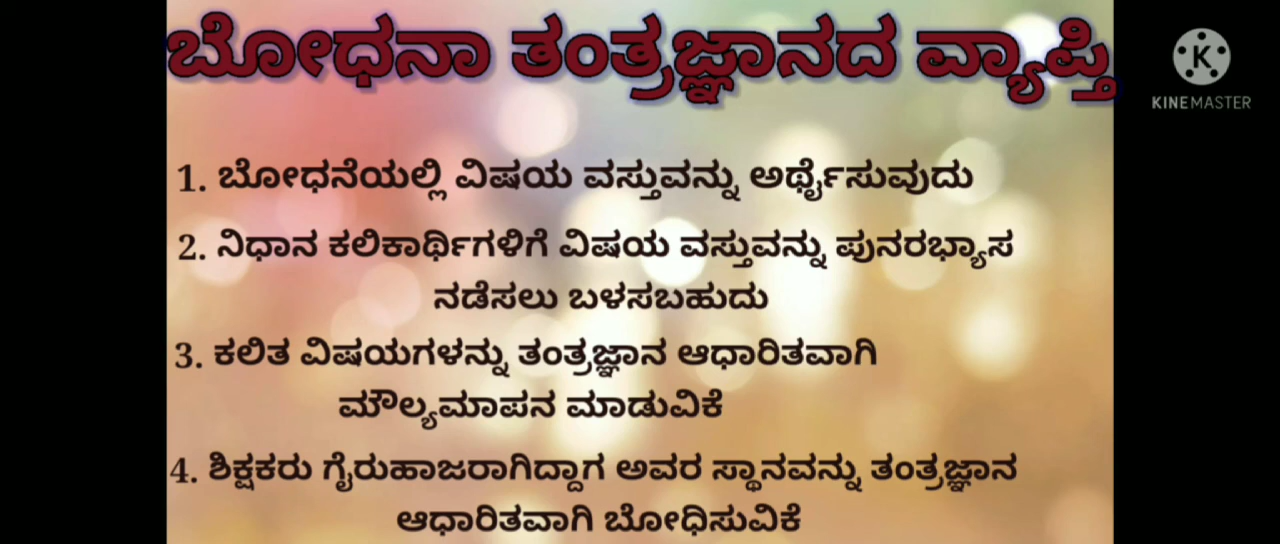 ಬೋಧನಾ ತಂತ್ರಜ್ಞಾನದ ವ್ಯಾಪ್ತಿ
K
KINEMASTER
1. ಬೋಧನೆಯಲ್ಲಿ ವಿಷಯ ವಸ್ತುವನ್ನು ಅರ್ಥೈಸುವುದು
2. ನಿಧಾನ ಕಲಿಕಾರ್ಥಿಗಳಿಗೆ ವಿಷಯ ವಸ್ತುವನ್ನು ಪುನರಭ್ಯಾಸ
ನಡೆಸಲು ಬಳಸಬಹುದು
3. ಕಲಿತ ವಿಷಯಗಳನ್ನು ತಂತ್ರಜ್ಞಾನ ಆಧಾರಿತವಾಗಿ
ಮೌಲ್ಯಮಾಪನ ಮಾಡುವಿಕೆ
4. ಶಿಕ್ಷಕರು ಗೈರುಹಾಜರಾಗಿದ್ದಾಗ ಅವರ ಸ್ಥಾನವನ್ನು ತಂತ್ರಜ್ಞಾನ
ಆಧಾರಿತವಾಗಿ ಬೋಧಿಸುವಿಕೆ